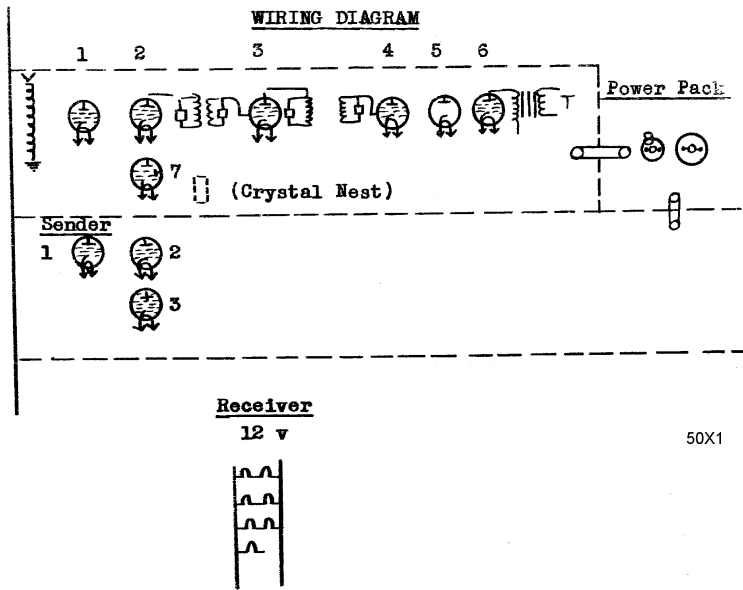 WIRING DIAGRAM
1 2 3 4 5 6
Power Pack
7
(Crystal Nest)
Sender
1 2
3
Receiver
12 v
50X1